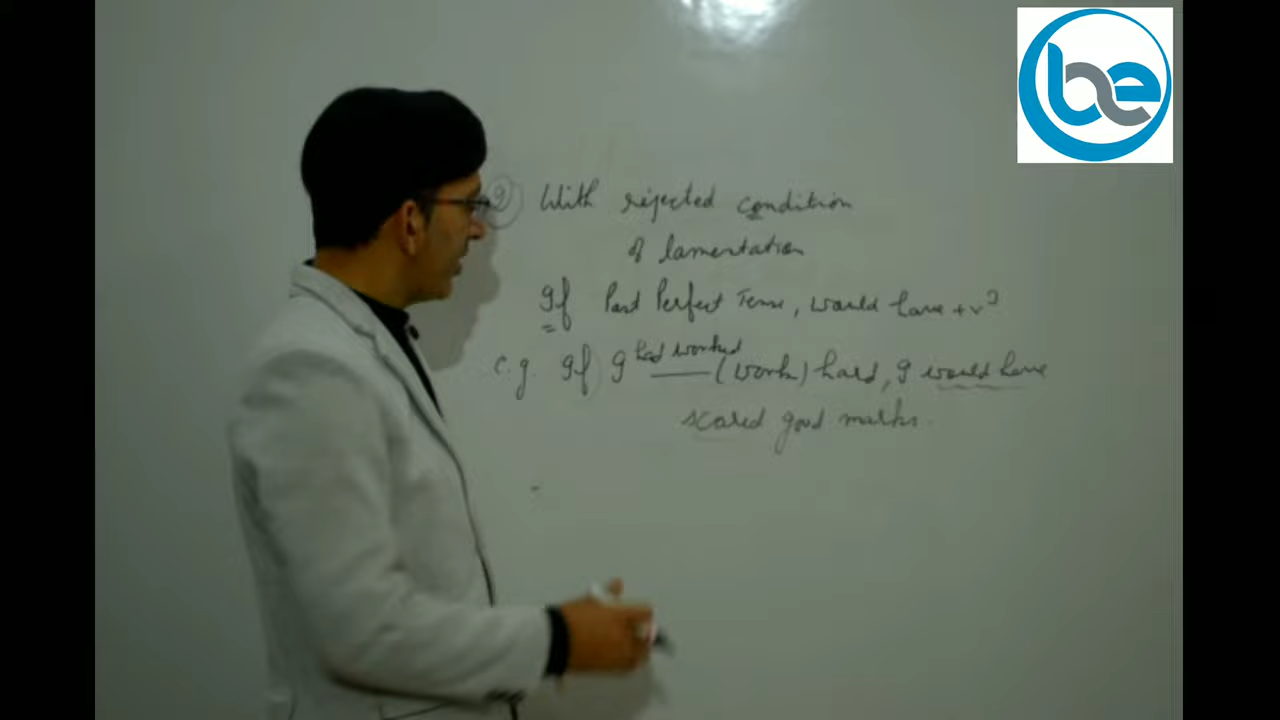 be
2 With rejected condition
of lamentation
If Past Perfect Tense, would have + v3
e.g. If I had worked (work) hard, I would have
scored good marks.